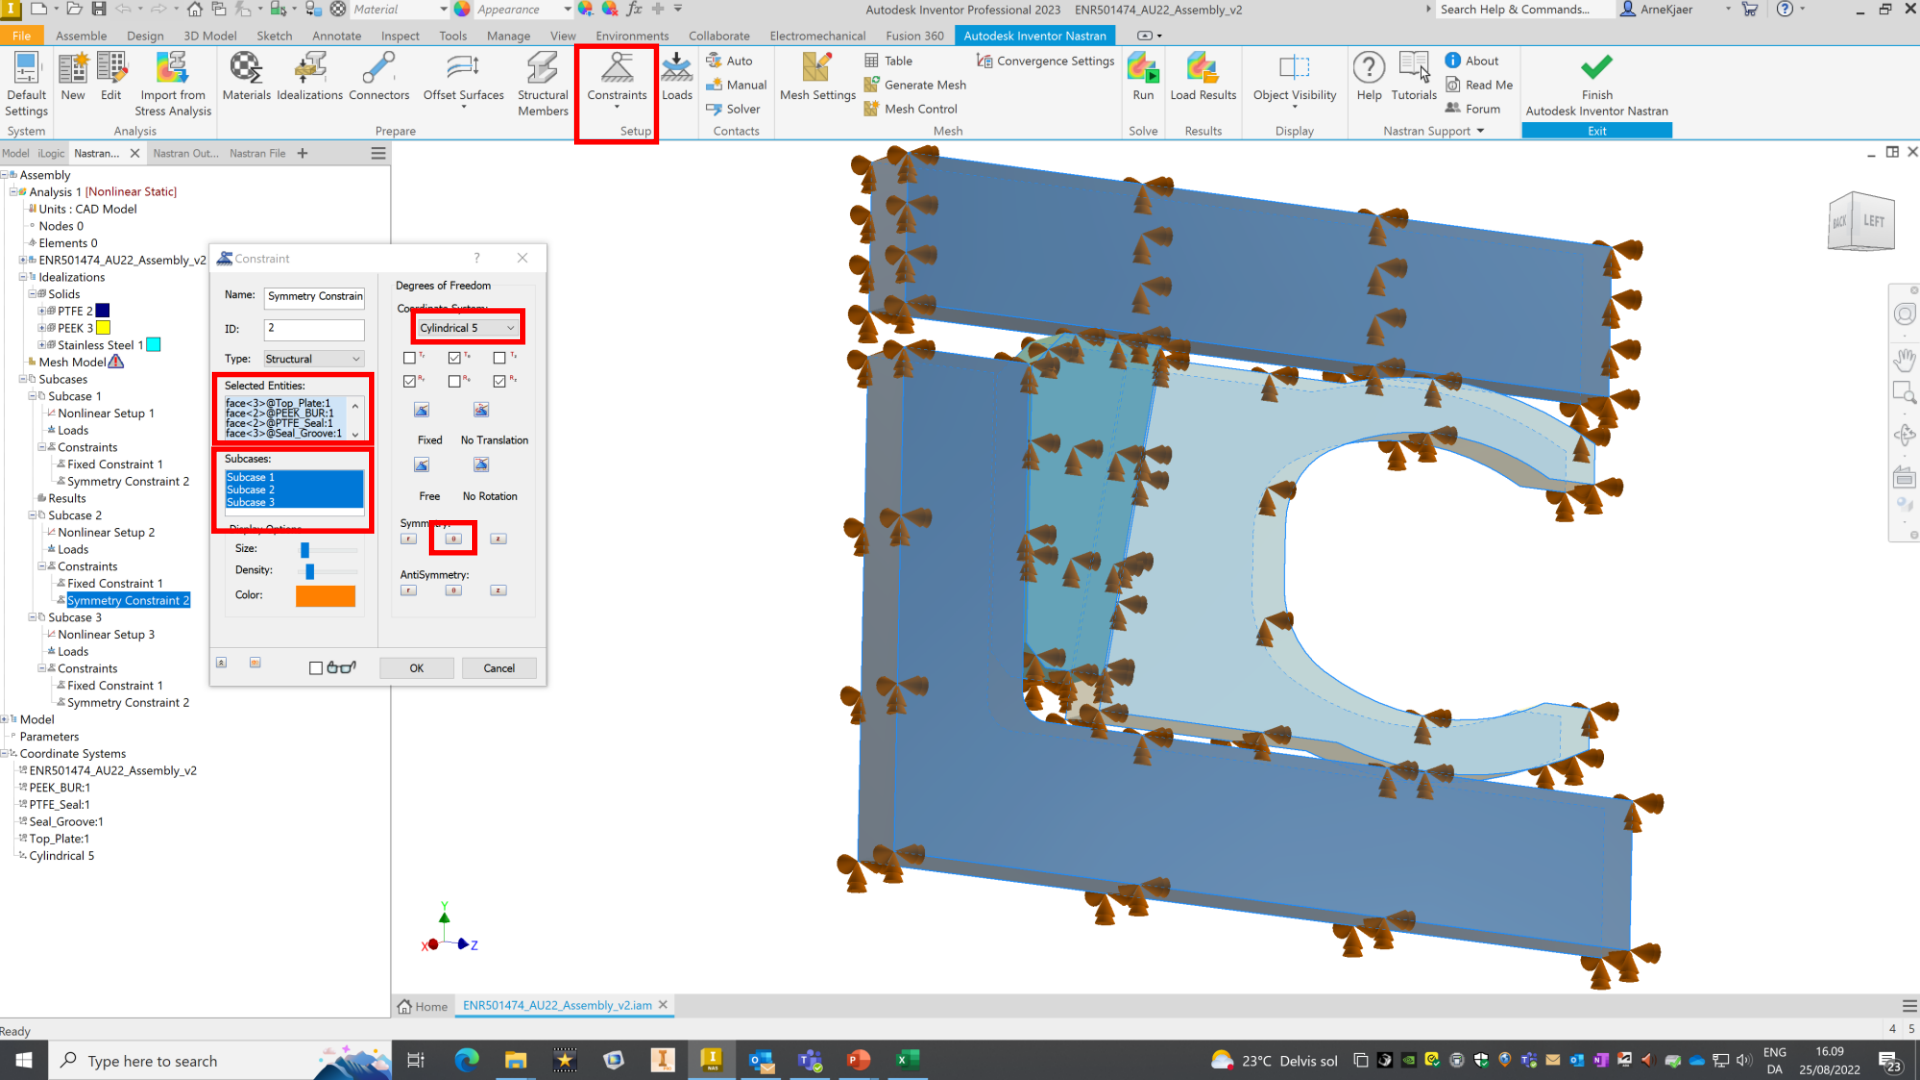 Material
Appearance
Autodesk Inventor Professional 2023 ENR501474_AU22_Assembly_v2
Search Help & Commands...
ArneKjaer
File
Assemble
Design
3D Model
Sketch
Annotate
Inspect
Tools
Manage
View
Environments
Collaborate
Electromechanical
Fusion 360
Autodesk Inventor Nastran
Default Settings
New
Edit
Import from Stress Analysis
Materials
Idealizations
Connectors
Offset Surfaces
Structural Members
Constraints
Loads
Auto
Manual
Solver
Mesh Settings
Table
Generate Mesh
Mesh Control
Convergence Settings
Run
Load Results
Object Visibility
Help
Tutorials
About
Read Me
Forum
Finish
Autodesk Inventor Nastran
System
Analysis
Prepare
Setup
Contacts
Mesh
Solve
Results
Display
Nastran Support
Exit
Model
iLogic
Nastran...
Nastran Out...
Nastran File
Assembly
Analysis 1 [Nonlinear Static]
Units : CAD Model
Nodes 0
Elements 0
ENR501474_AU22_Assembly_v2
Idealizations
Solids
PTFE 2
PEEK 3
Stainless Steel 1
Mesh Model
Subcases
Subcase 1
Nonlinear Setup 1
Loads
Constraints
Fixed Constraint 1
Symmetry Constraint 2
Results
Subcase 2
Nonlinear Setup 2
Loads
Constraints
Fixed Constraint 1
Symmetry Constraint 2
Subcase 3
Nonlinear Setup 3
Loads
Constraints
Fixed Constraint 1
Symmetry Constraint 2
Model
Parameters
Coordinate Systems
ENR501474_AU22_Assembly_v2
PEEK_BUR:1
PTFE_Seal:1
Seal_Groove:1
Top_Plate:1
Cylindrical 5
Constraint
?
Name: Symmetry Constrain
ID: 2
Type: Structural
Selected Entities:
face<3>@Top_Plate:1
face<2>@PEEK_BUR:1
face<2>@PTFE_Seal:1
face<3>@Seal_Groove:1
Subcases:
Subcase 1
Subcase 2
Subcase 3
Display Options
Size:
Density:
Color:
Degrees of Freedom
Coordinate System:
Cylindrical 5
Fixed
No Translation
Free
No Rotation
Symmetry:
AntiSymmetry:
OK
Cancel
BACK
LEFT
Y
X
Z
Home
ENR501474_AU22_Assembly_v2.iam
Ready
4 5
Type here to search
23°C Delvis sol
ENG
DA
16.09
25/08/2022
23